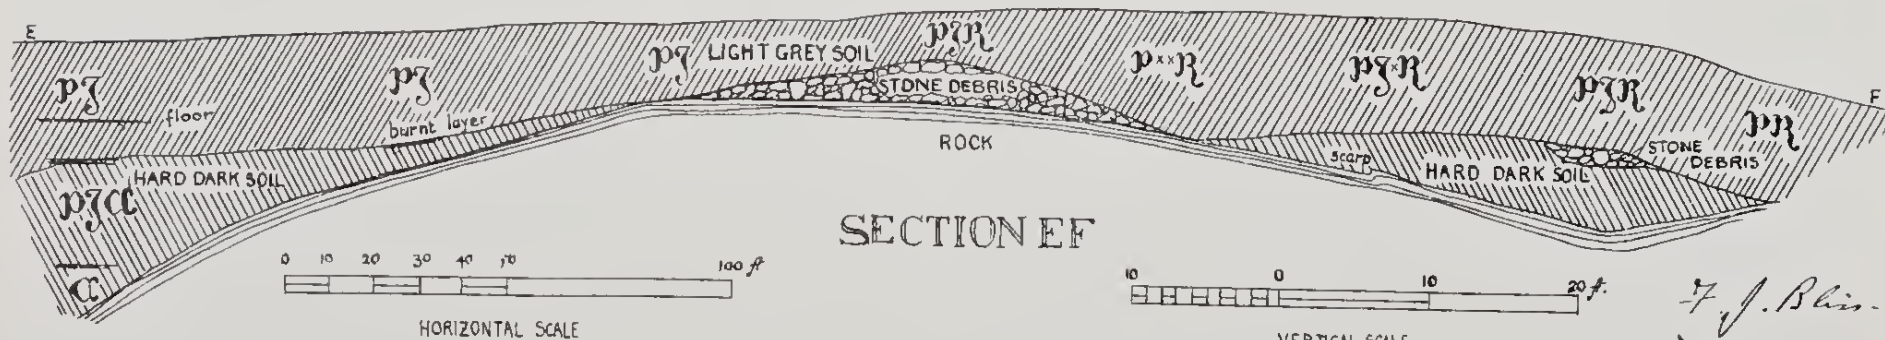 E
pJR
pJ LIGHT GREY SOIL
p××R
pJ×R
pJ
pJ
pJR
F
floor
burnt layer
STONE DEBRIS
pR
ROCK
STONE
DEBRIS
scarp
HARD DARK SOIL
HARD DARK SOIL
pJa
SECTION EF
a
0 10 20 30 40 50 100 ft
HORIZONTAL SCALE
10 0 10 20 ft.
VERTICAL SCALE
F. J. Bliss.